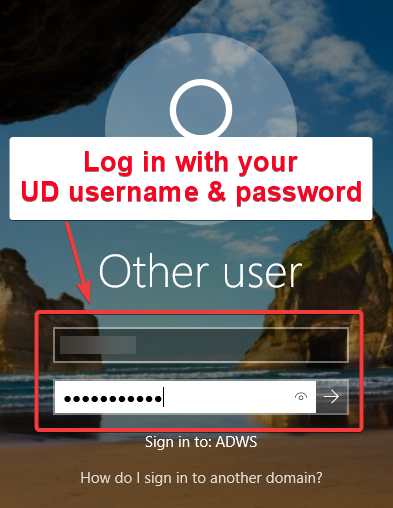 Log in with your
UD username & password
Other user
●●●●●●●●●●●
Sign in to: ADWS
How do I sign in to another domain?